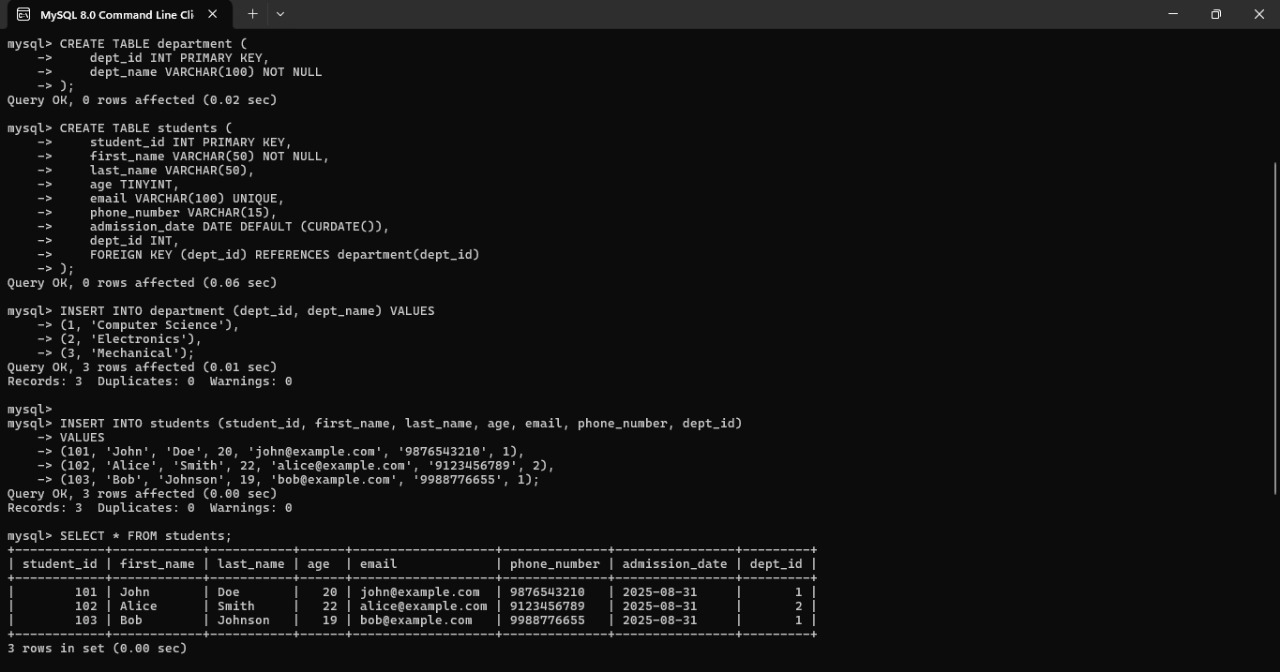 MySQL 8.0 Command Line Cli
mysql> CREATE TABLE department (
    ->     dept_id INT PRIMARY KEY,
    ->     dept_name VARCHAR(100) NOT NULL
    -> );
Query OK, 0 rows affected (0.02 sec)

mysql> CREATE TABLE students (
    ->     student_id INT PRIMARY KEY,
    ->     first_name VARCHAR(50) NOT NULL,
    ->     last_name VARCHAR(50),
    ->     age TINYINT,
    ->     email VARCHAR(100) UNIQUE,
    ->     phone_number VARCHAR(15),
    ->     admission_date DATE DEFAULT (CURDATE()),
    ->     dept_id INT,
    ->     FOREIGN KEY (dept_id) REFERENCES department(dept_id)
    -> );
Query OK, 0 rows affected (0.06 sec)

mysql> INSERT INTO department (dept_id, dept_name) VALUES
    -> (1, 'Computer Science'),
    -> (2, 'Electronics'),
    -> (3, 'Mechanical');
Query OK, 3 rows affected (0.01 sec)
Records: 3  Duplicates: 0  Warnings: 0

mysql>
mysql> INSERT INTO students (student_id, first_name, last_name, age, email, phone_number, dept_id)
    -> VALUES
    -> (101, 'John', 'Doe', 20, 'john@example.com', '9876543210', 1),
    -> (102, 'Alice', 'Smith', 22, 'alice@example.com', '9123456789', 2),
    -> (103, 'Bob', 'Johnson', 19, 'bob@example.com', '9988776655', 1);
Query OK, 3 rows affected (0.00 sec)
Records: 3  Duplicates: 0  Warnings: 0

mysql> SELECT * FROM students;
+------------+------------+-----------+------+-------------------+--------------+----------------+---------+
| student_id | first_name | last_name | age  | email             | phone_number | admission_date | dept_id |
+------------+------------+-----------+------+-------------------+--------------+----------------+---------+
|        101 | John       | Doe       |   20 | john@example.com  | 9876543210   | 2025-08-31     |       1 |
|        102 | Alice      | Smith     |   22 | alice@example.com | 9123456789   | 2025-08-31     |       2 |
|        103 | Bob        | Johnson   |   19 | bob@example.com   | 9988776655   | 2025-08-31     |       1 |
+------------+------------+-----------+------+-------------------+--------------+----------------+---------+
3 rows in set (0.00 sec)